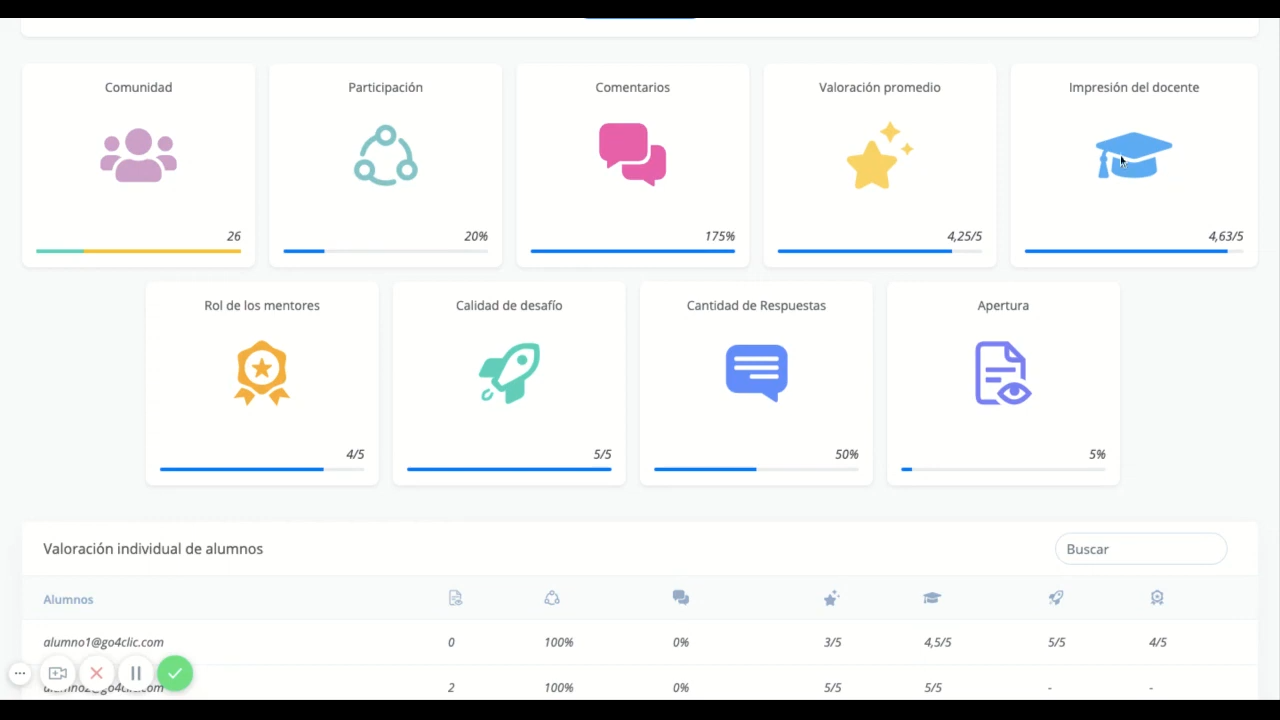 Comunidad
Participación
Comentarios
Valoración promedio
Impresión del docente
26
20%
175%
4,25/5
4,63/5
Rol de los mentores
Calidad de desafío
Cantidad de Respuestas
Apertura
4/5
5/5
50%
5%
Valoración individual de alumnos
Buscar
Alumnos
alumno1@go4clic.com 0 100% 0% 3/5 4,5/5 5/5 4/5
alumno2@go4clic.com 2 100% 0% 5/5 5/5 - -